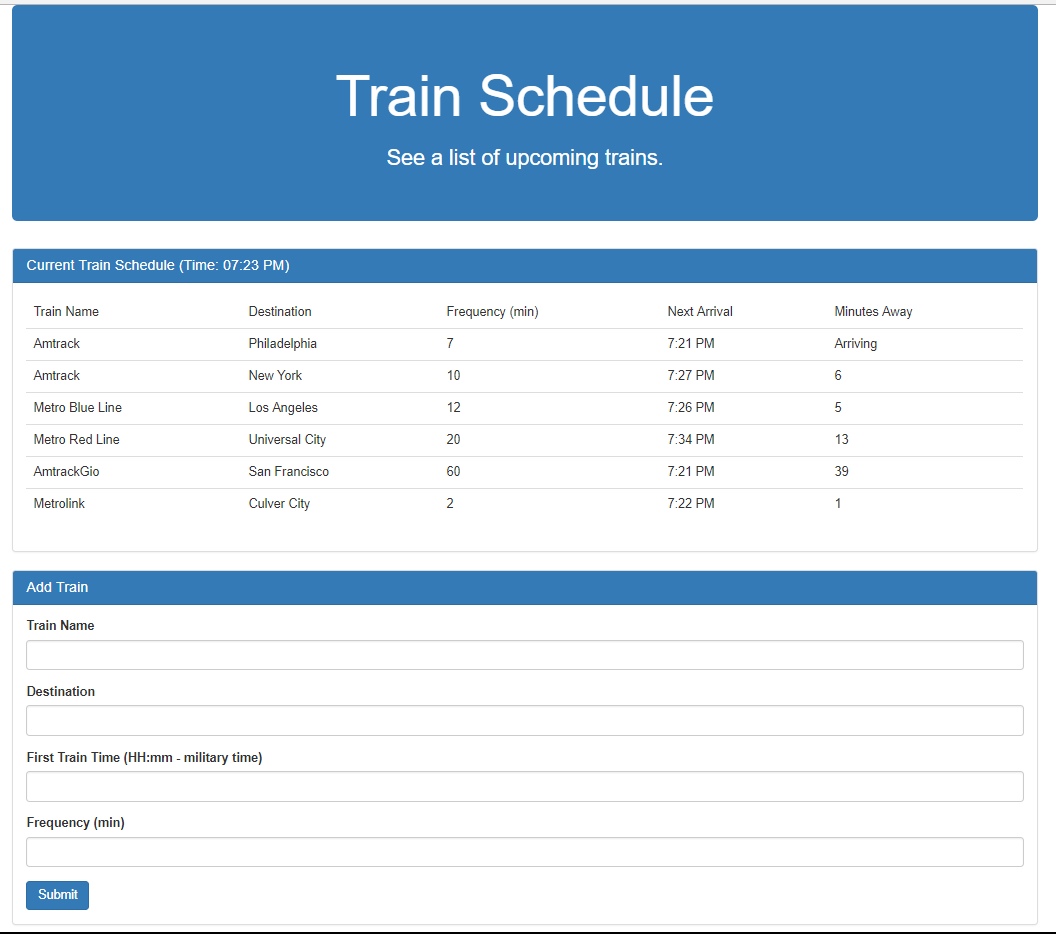 Train Schedule
See a list of upcoming trains.
Current Train Schedule (Time: 07:23 PM)
Train Name Destination Frequency (min) Next Arrival Minutes Away
Amtrack Philadelphia 7 7:21 PM Arriving
Amtrack New York 10 7:27 PM 6
Metro Blue Line Los Angeles 12 7:26 PM 5
Metro Red Line Universal City 20 7:34 PM 13
AmtrackGio San Francisco 60 7:21 PM 39
Metrolink Culver City 2 7:22 PM 1
Add Train
Train Name
Destination
First Train Time (HH:mm - military time)
Frequency (min)
Submit